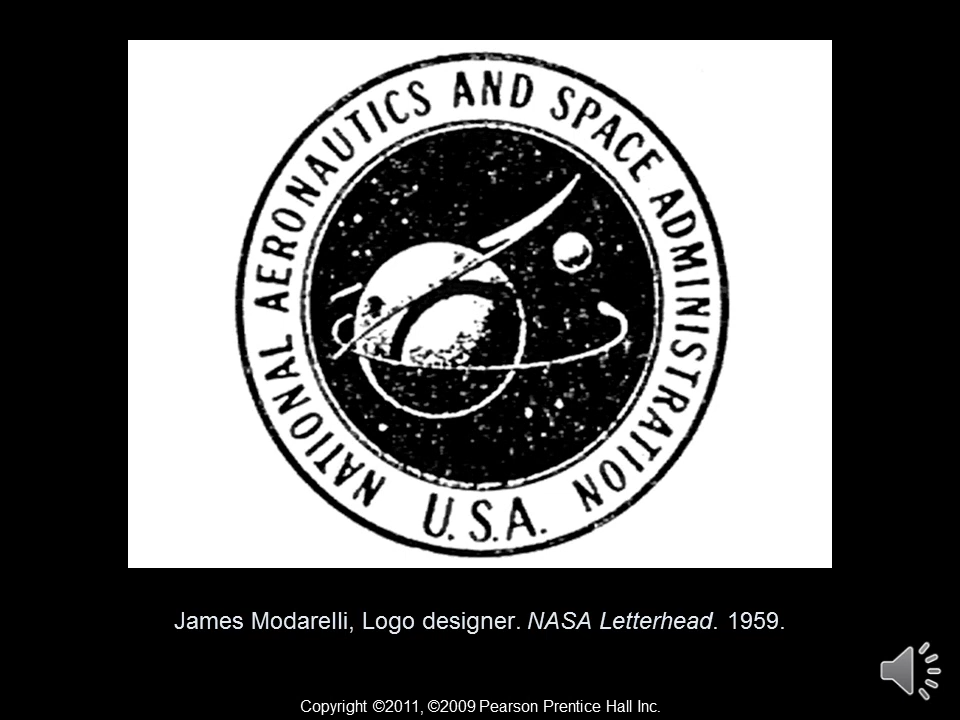 NATIONAL AERONAUTICS AND SPACE ADMINISTRATION
U.S.A.
James Modarelli, Logo designer. NASA Letterhead. 1959.
Copyright ©2011, ©2009 Pearson Prentice Hall Inc.